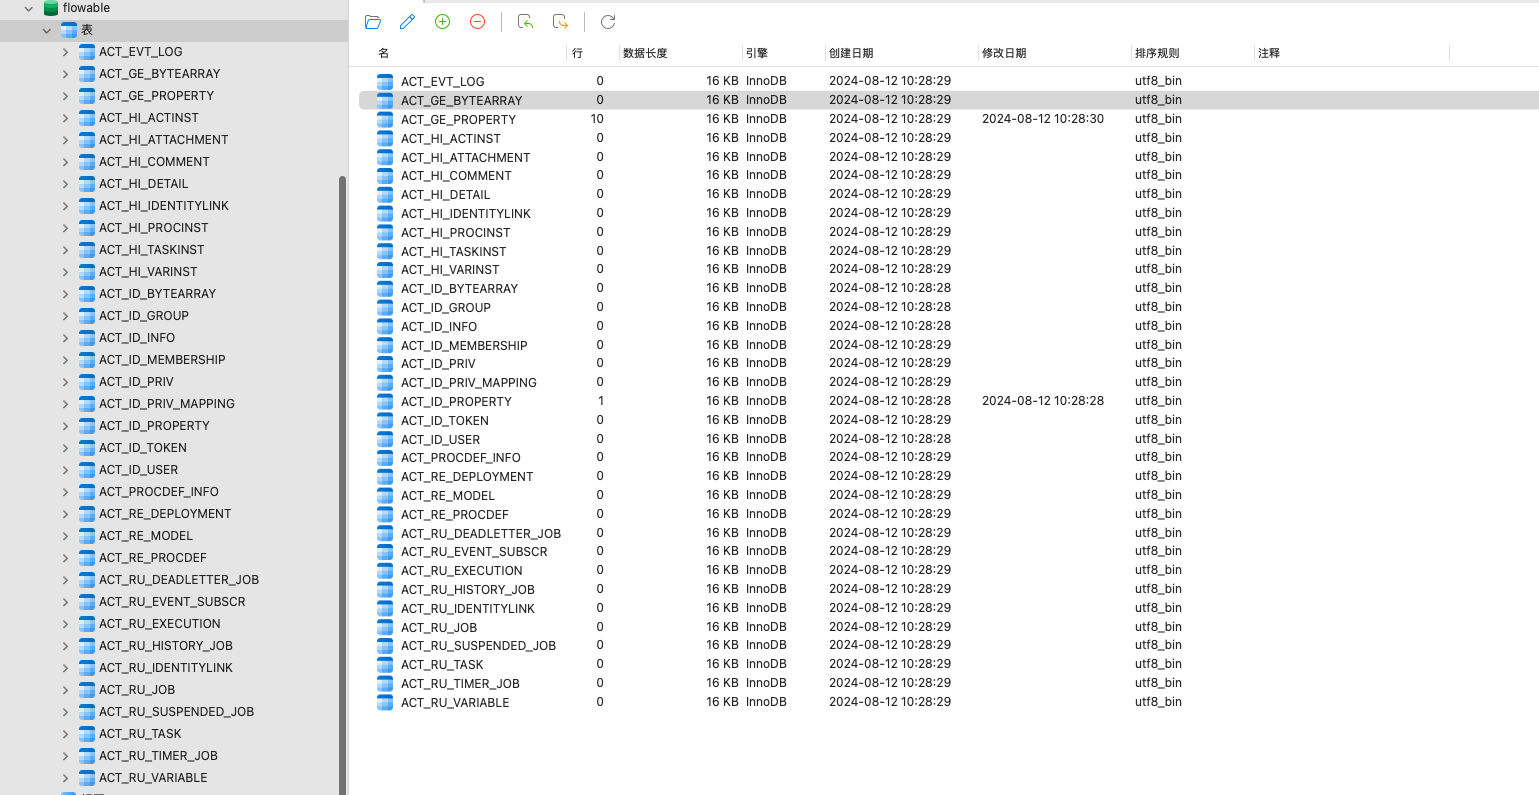 flowable
表
ACT_EVT_LOG
ACT_GE_BYTEARRAY
ACT_GE_PROPERTY
ACT_HI_ACTINST
ACT_HI_ATTACHMENT
ACT_HI_COMMENT
ACT_HI_DETAIL
ACT_HI_IDENTITYLINK
ACT_HI_PROCINST
ACT_HI_TASKINST
ACT_HI_VARINST
ACT_ID_BYTEARRAY
ACT_ID_GROUP
ACT_ID_INFO
ACT_ID_MEMBERSHIP
ACT_ID_PRIV
ACT_ID_PRIV_MAPPING
ACT_ID_PROPERTY
ACT_ID_TOKEN
ACT_ID_USER
ACT_PROCDEF_INFO
ACT_RE_DEPLOYMENT
ACT_RE_MODEL
ACT_RE_PROCDEF
ACT_RU_DEADLETTER_JOB
ACT_RU_EVENT_SUBSCR
ACT_RU_EXECUTION
ACT_RU_HISTORY_JOB
ACT_RU_IDENTITYLINK
ACT_RU_JOB
ACT_RU_SUSPENDED_JOB
ACT_RU_TASK
ACT_RU_TIMER_JOB
ACT_RU_VARIABLE
名 行 数据长度 引擎 创建日期 修改日期 排序规则 注释
ACT_EVT_LOG 0 16 KB InnoDB 2024-08-12 10:28:29 utf8_bin
ACT_GE_BYTEARRAY 0 16 KB InnoDB 2024-08-12 10:28:29 utf8_bin
ACT_GE_PROPERTY 10 16 KB InnoDB 2024-08-12 10:28:29 2024-08-12 10:28:30 utf8_bin
ACT_HI_ACTINST 0 16 KB InnoDB 2024-08-12 10:28:29 utf8_bin
ACT_HI_ATTACHMENT 0 16 KB InnoDB 2024-08-12 10:28:29 utf8_bin
ACT_HI_COMMENT 0 16 KB InnoDB 2024-08-12 10:28:29 utf8_bin
ACT_HI_DETAIL 0 16 KB InnoDB 2024-08-12 10:28:29 utf8_bin
ACT_HI_IDENTITYLINK 0 16 KB InnoDB 2024-08-12 10:28:29 utf8_bin
ACT_HI_PROCINST 0 16 KB InnoDB 2024-08-12 10:28:29 utf8_bin
ACT_HI_TASKINST 0 16 KB InnoDB 2024-08-12 10:28:29 utf8_bin
ACT_HI_VARINST 0 16 KB InnoDB 2024-08-12 10:28:29 utf8_bin
ACT_ID_BYTEARRAY 0 16 KB InnoDB 2024-08-12 10:28:28 utf8_bin
ACT_ID_GROUP 0 16 KB InnoDB 2024-08-12 10:28:28 utf8_bin
ACT_ID_INFO 0 16 KB InnoDB 2024-08-12 10:28:28 utf8_bin
ACT_ID_MEMBERSHIP 0 16 KB InnoDB 2024-08-12 10:28:29 utf8_bin
ACT_ID_PRIV 0 16 KB InnoDB 2024-08-12 10:28:29 utf8_bin
ACT_ID_PRIV_MAPPING 0 16 KB InnoDB 2024-08-12 10:28:29 utf8_bin
ACT_ID_PROPERTY 1 16 KB InnoDB 2024-08-12 10:28:28 2024-08-12 10:28:28 utf8_bin
ACT_ID_TOKEN 0 16 KB InnoDB 2024-08-12 10:28:29 utf8_bin
ACT_ID_USER 0 16 KB InnoDB 2024-08-12 10:28:28 utf8_bin
ACT_PROCDEF_INFO 0 16 KB InnoDB 2024-08-12 10:28:29 utf8_bin
ACT_RE_DEPLOYMENT 0 16 KB InnoDB 2024-08-12 10:28:29 utf8_bin
ACT_RE_MODEL 0 16 KB InnoDB 2024-08-12 10:28:29 utf8_bin
ACT_RE_PROCDEF 0 16 KB InnoDB 2024-08-12 10:28:29 utf8_bin
ACT_RU_DEADLETTER_JOB 0 16 KB InnoDB 2024-08-12 10:28:29 utf8_bin
ACT_RU_EVENT_SUBSCR 0 16 KB InnoDB 2024-08-12 10:28:29 utf8_bin
ACT_RU_EXECUTION 0 16 KB InnoDB 2024-08-12 10:28:29 utf8_bin
ACT_RU_HISTORY_JOB 0 16 KB InnoDB 2024-08-12 10:28:29 utf8_bin
ACT_RU_IDENTITYLINK 0 16 KB InnoDB 2024-08-12 10:28:29 utf8_bin
ACT_RU_JOB 0 16 KB InnoDB 2024-08-12 10:28:29 utf8_bin
ACT_RU_SUSPENDED_JOB 0 16 KB InnoDB 2024-08-12 10:28:29 utf8_bin
ACT_RU_TASK 0 16 KB InnoDB 2024-08-12 10:28:29 utf8_bin
ACT_RU_TIMER_JOB 0 16 KB InnoDB 2024-08-12 10:28:29 utf8_bin
ACT_RU_VARIABLE 0 16 KB InnoDB 2024-08-12 10:28:29 utf8_bin